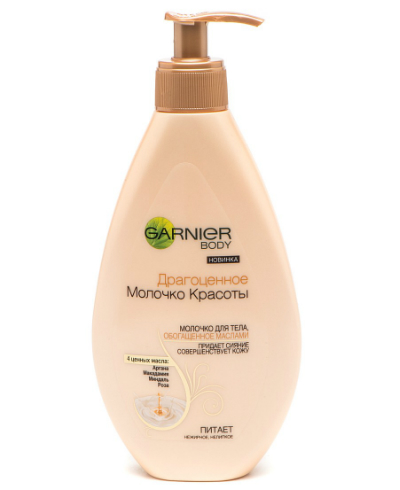 GARNIER
BODY
НОВИНКА
Драгоценное
Молочко Красоты
МОЛОЧКО ДЛЯ ТЕЛА,
ОБОГАЩЕННОЕ МАСЛАМИ
ПРИДАЕТ СИЯНИЕ
СОВЕРШЕНСТВУЕТ КОЖУ
4 ценных масла:
Аргана
Макадамия
Миндаль
Роза
ПИТАЕТ
НЕЖИРНОЕ, НЕЛИПКОЕ